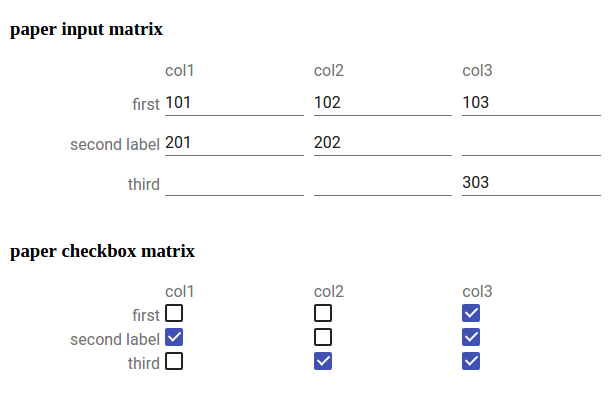 paper input matrix
col1 col2 col3
first 101 102 103
second label 201 202
third 303
paper checkbox matrix
col1 col2 col3
first
second label
third